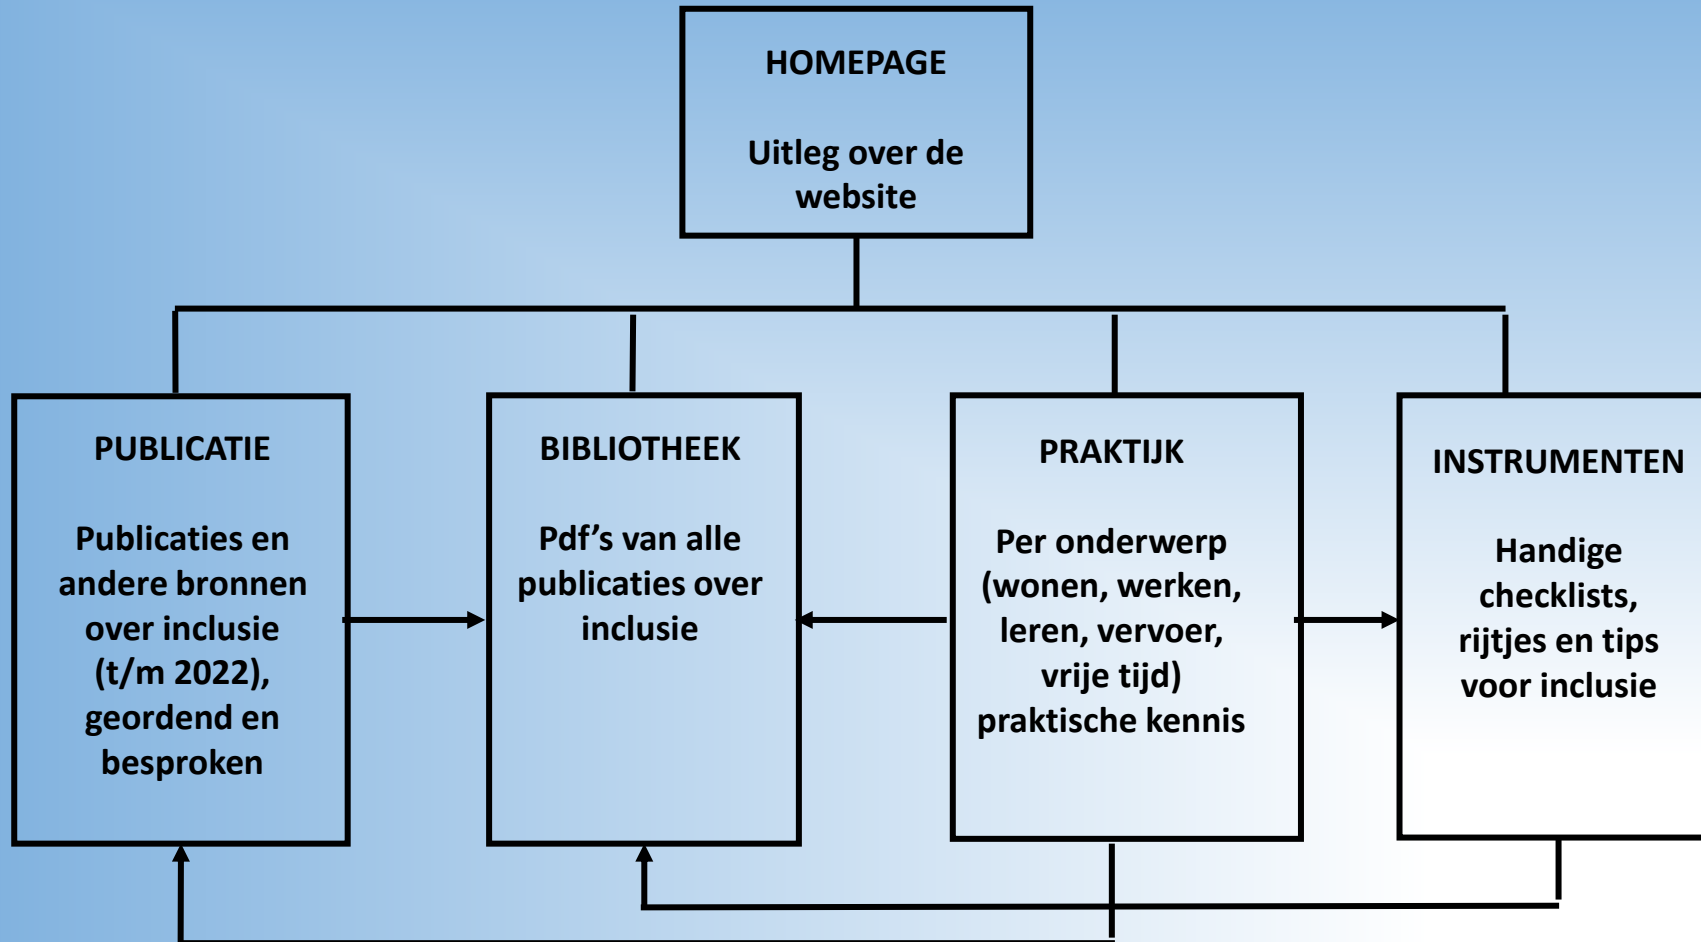 HOMEPAGE
Uitleg over de
website
PUBLICATIE
Publicaties en
andere bronnen
over inclusie
(t/m 2022),
geordend en
besproken
BIBLIOTHEEK
Pdf’s van alle
publicaties over
inclusie
PRAKTIJK
Per onderwerp
(wonen, werken,
leren, vervoer,
vrije tijd)
praktische kennis
INSTRUMENTEN
Handige
checklists,
rijtjes en tips
voor inclusie